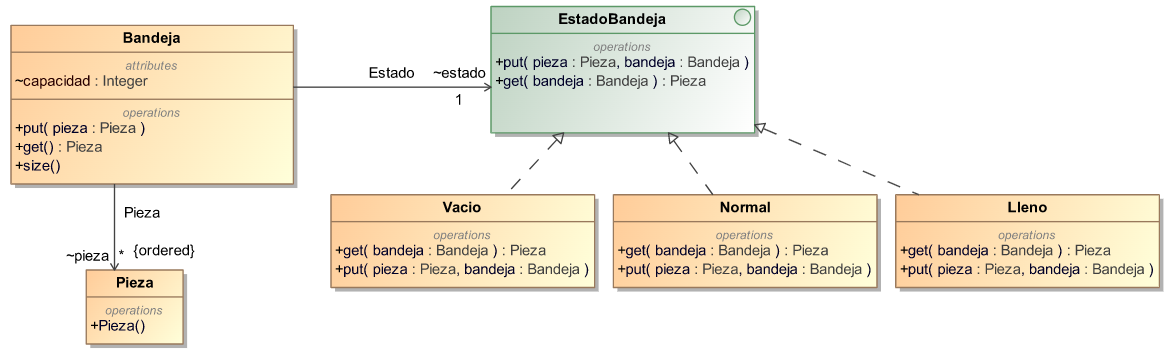 Bandeja
attributes
~capacidad : Integer
operations
+put( pieza : Pieza )
+get() : Pieza
+size()
Estado
~estado
1
EstadoBandeja
operations
+put( pieza : Pieza, bandeja : Bandeja )
+get( bandeja : Bandeja ) : Pieza
Pieza
~pieza
*
{ordered}
Pieza
operations
+Pieza()
Vacio
operations
+get( bandeja : Bandeja ) : Pieza
+put( pieza : Pieza, bandeja : Bandeja )
Normal
operations
+get( bandeja : Bandeja ) : Pieza
+put( pieza : Pieza, bandeja : Bandeja )
Lleno
operations
+get( bandeja : Bandeja ) : Pieza
+put( pieza : Pieza, bandeja : Bandeja )